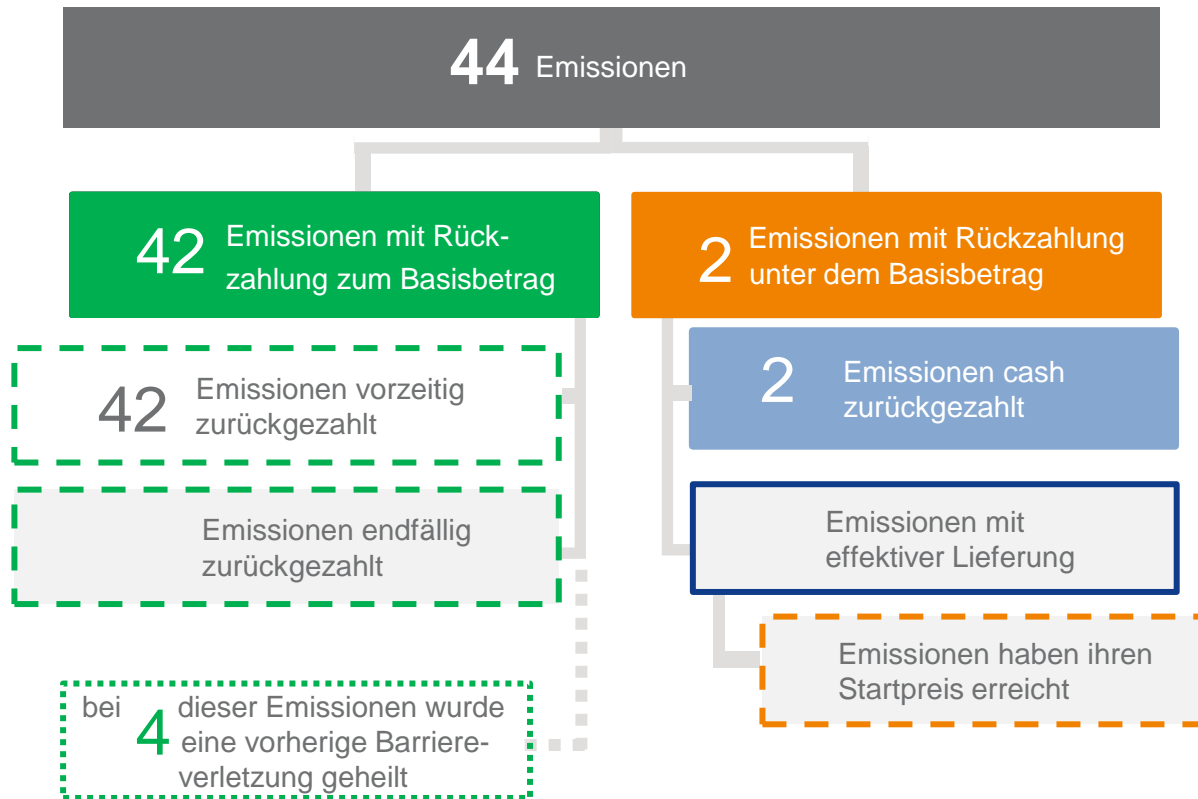 44 Emissionen
42 Emissionen mit Rück-
zahlung zum Basisbetrag
42 Emissionen vorzeitig
zurückgezahlt
Emissionen endfällig
zurückgezahlt
bei 4 dieser Emissionen wurde
eine vorherige Barriere-
verletzung geheilt
2 Emissionen mit Rückzahlung
unter dem Basisbetrag
2 Emissionen cash
zurückgezahlt
Emissionen mit
effektiver Lieferung
Emissionen haben ihren
Startpreis erreicht